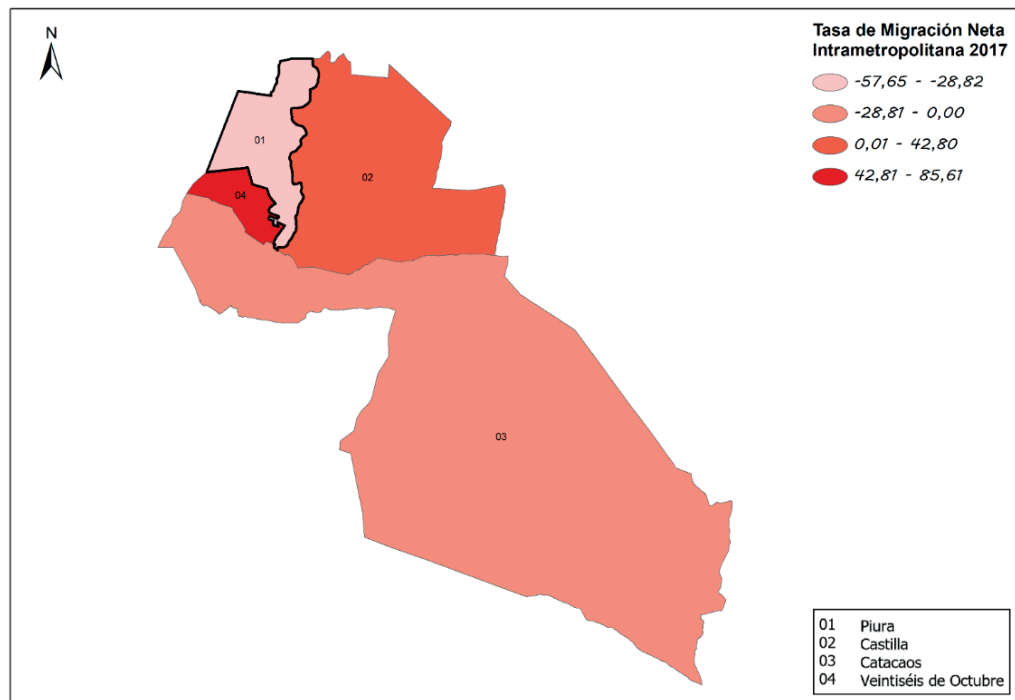 N
Tasa de Migración Neta
Intrametropolitana 2017
-57,65 - -28,82
-28,81 - 0,00
0,01 - 42,80
42,81 - 85,61
01
02
04
03
01 Piura
02 Castilla
03 Catacaos
04 Veintiséis de Octubre